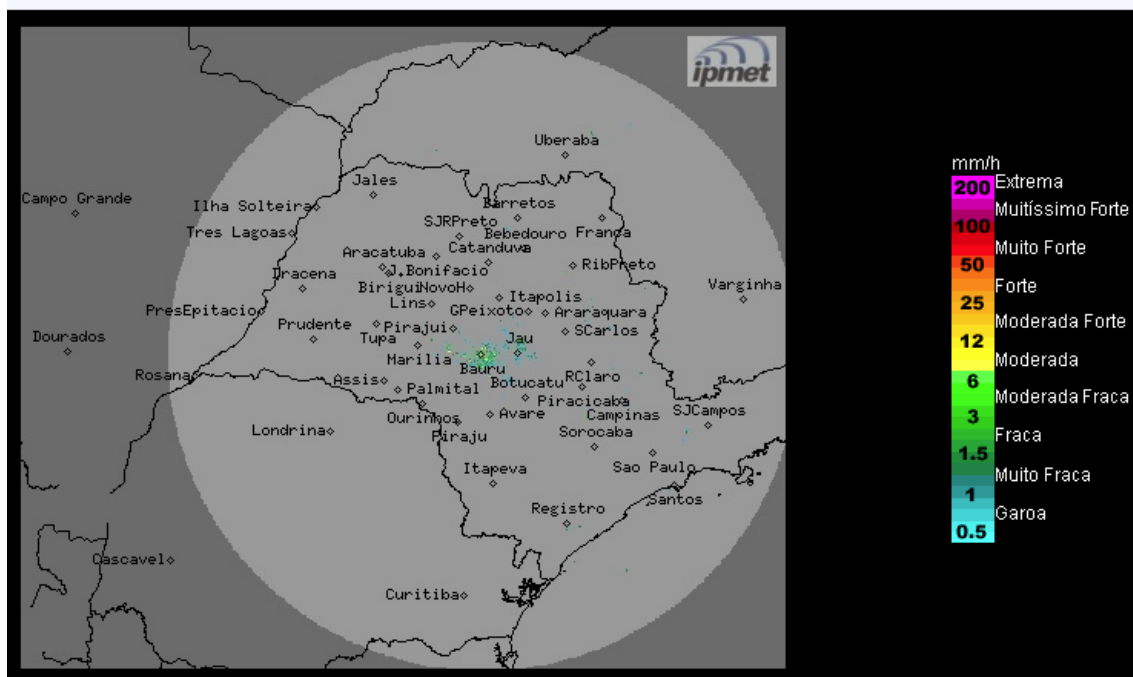 ipmet
Uberaba
Jales
Campo Grande
Ilha Solteira
Barretos
SJRPreto
Tres Lagoas
Bebedouro
Franca
Catanduva
Aracatuba
Dracena
J.Bonifacio
RibPreto
Birigui
NovoH
Varginha
Itapolis
Lins
PresEpitacio
GPeixoto
Araraquara
Prudente
Pirajui
SCarlos
Dourados
Tupa
Jau
Marilia
Bauru
Rosana
Assis
Botucatu
RClaro
Palmital
Piracicaba
SJCampos
Ourinhos
Avare
Campinas
Londrina
Piraju
Sorocaba
Itapeva
Sao Paulo
Santos
Registro
Cascavel
Curitiba
mm/h
200 Extrema
Muitíssimo Forte
100
Muito Forte
50
Forte
25
Moderada Forte
12
Moderada
6
Moderada Fraca
3
Fraca
1.5
Muito Fraca
1
Garoa
0.5